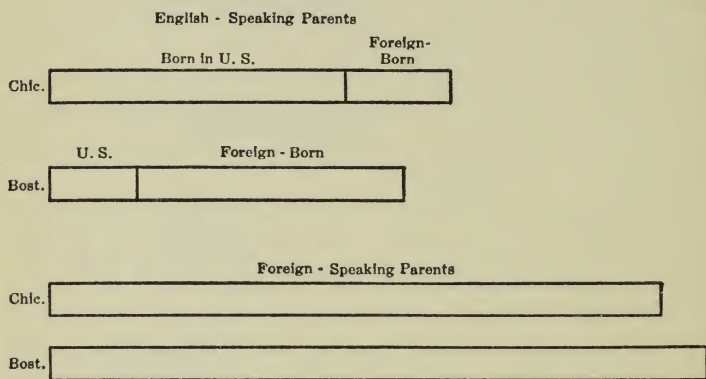 English - Speaking Parents
Foreign-
Born in U. S. Born
Chic.
U. S. Foreign - Born
Bost.
Foreign - Speaking Parents
Chic.
Bost.